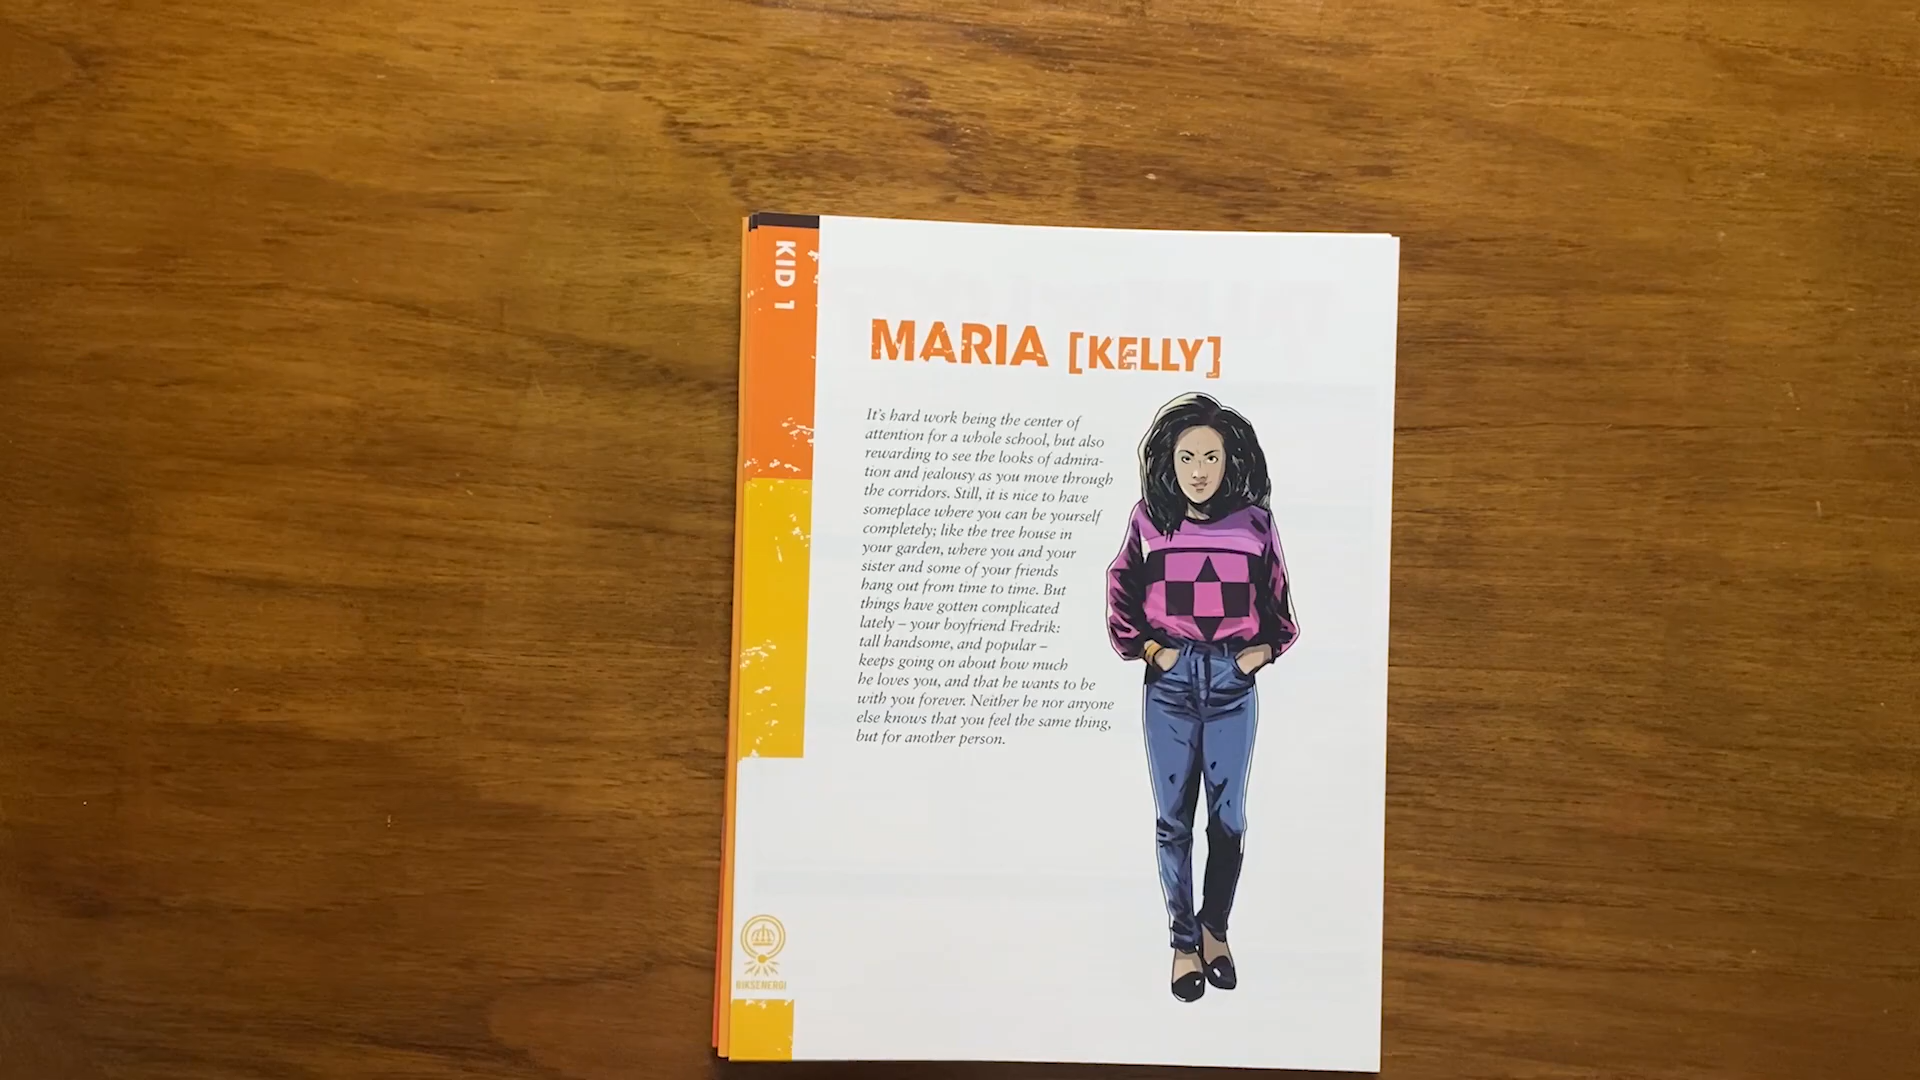 KID 1
MARIA [KELLY]
It's hard work being the center of
attention for a whole school, but also
rewarding to see the looks of admira-
tion and jealousy as you move through
the corridors. Still, it is nice to have
someplace where you can be yourself
completely; like the tree house in
your garden, where you and your
sister and some of your friends
hang out from time to time. But
things have gotten complicated
lately – your boyfriend Fredrik:
tall handsome, and popular –
keeps going on about how much
he loves you, and that he wants to be
with you forever. Neither he nor anyone
else knows that you feel the same thing,
but for another person.
RIKSENERGI